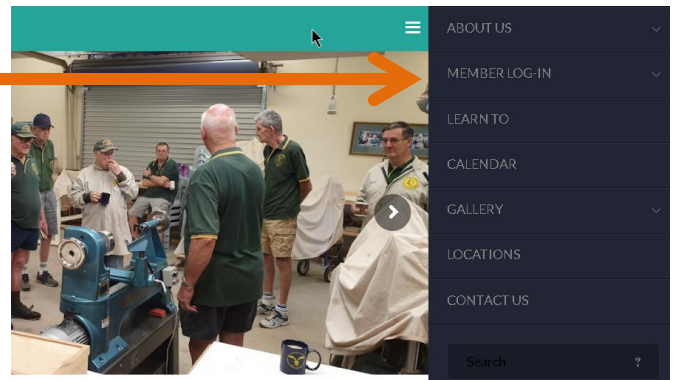 ABOUT US
MEMBER LOG-IN
LEARN TO
CALENDAR
GALLERY
LOCATIONS
CONTACT US
Search ?